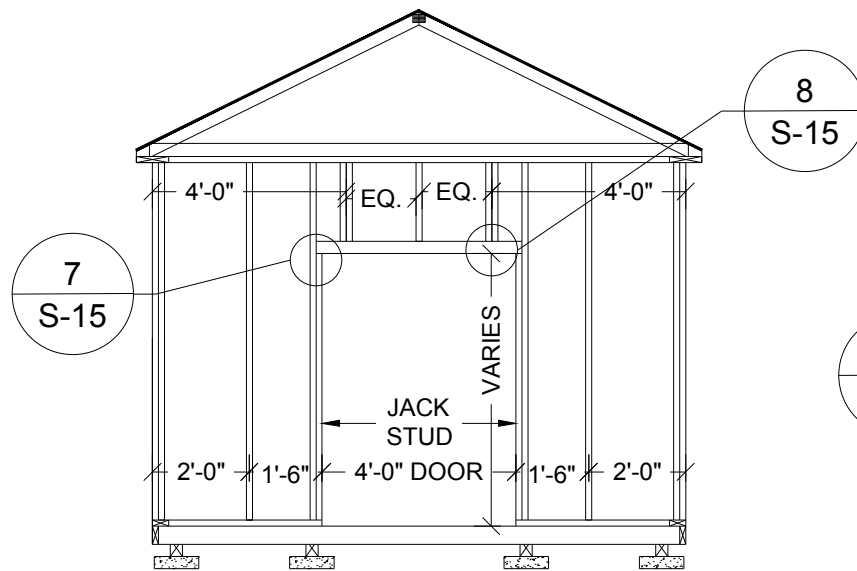 8
S-15
4'-0"
EQ.
EQ.
4'-0"
7
S-15
VARIES
JACK
STUD
2'-0"
1'-6"
4'-0" DOOR
1'-6"
2'-0"